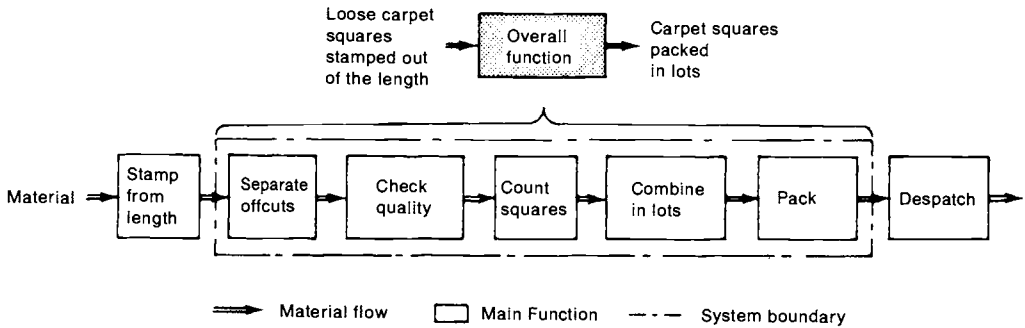 Loose carpet
squares
stamped out
of the length
Overall
function
Carpet squares
packed
in lots
Material
Stamp
from
length
Separate
offcuts
Check
quality
Count
squares
Combine
in lots
Pack
Despatch
Material flow
Main Function
System boundary